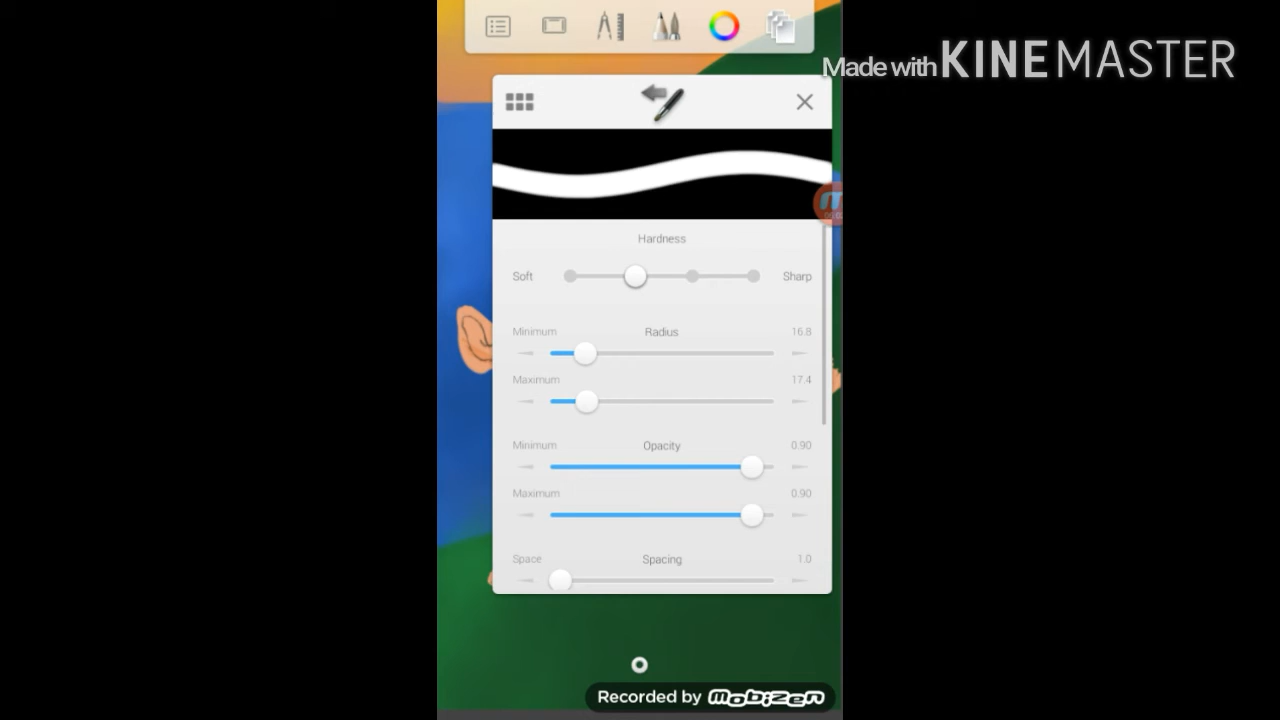 Made with KINEMASTER
Hardness
Soft Sharp
Minimum Radius 16.8
Maximum 17.4
Minimum Opacity 0.90
Maximum 0.90
Space Spacing 1.0
Recorded by mobizen